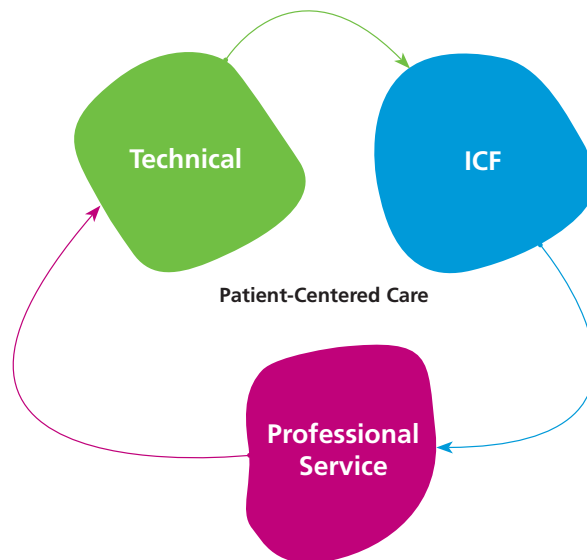 Technical
ICF
Patient-Centered Care
Professional
Service